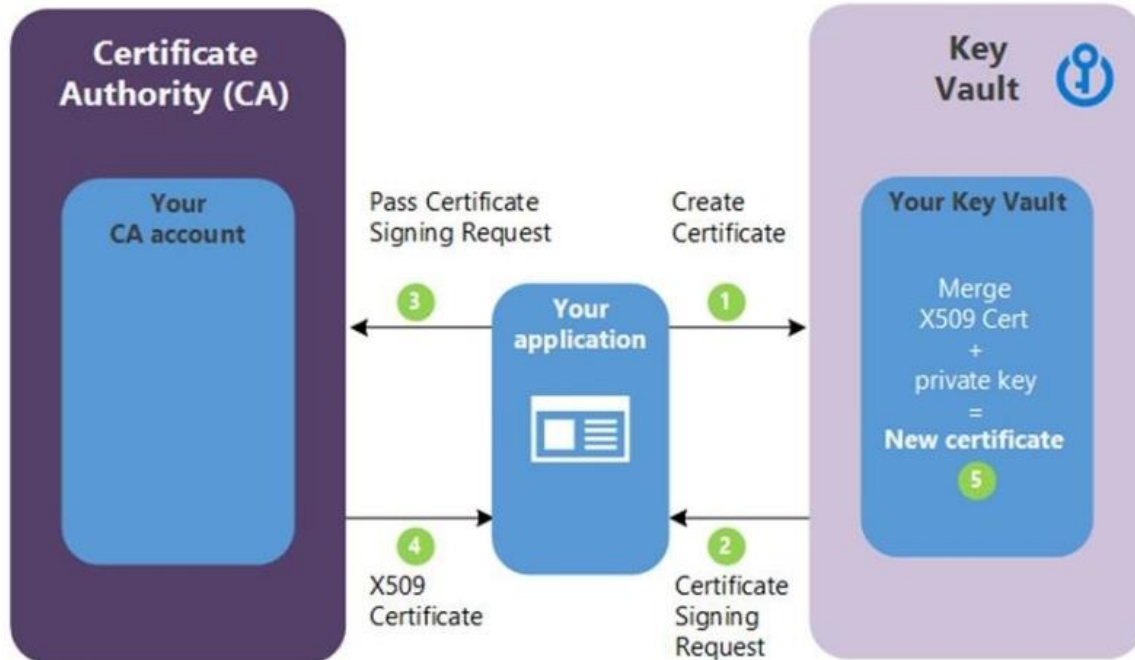 Certificate
Authority (CA)
Your
CA account
Pass Certificate
Signing Request
3
4
X509
Certificate
Your
application
Create
Certificate
1
2
Certificate
Signing
Request
Key
Vault
Your Key Vault
Merge
X509 Cert
+
private key
=
New certificate
5